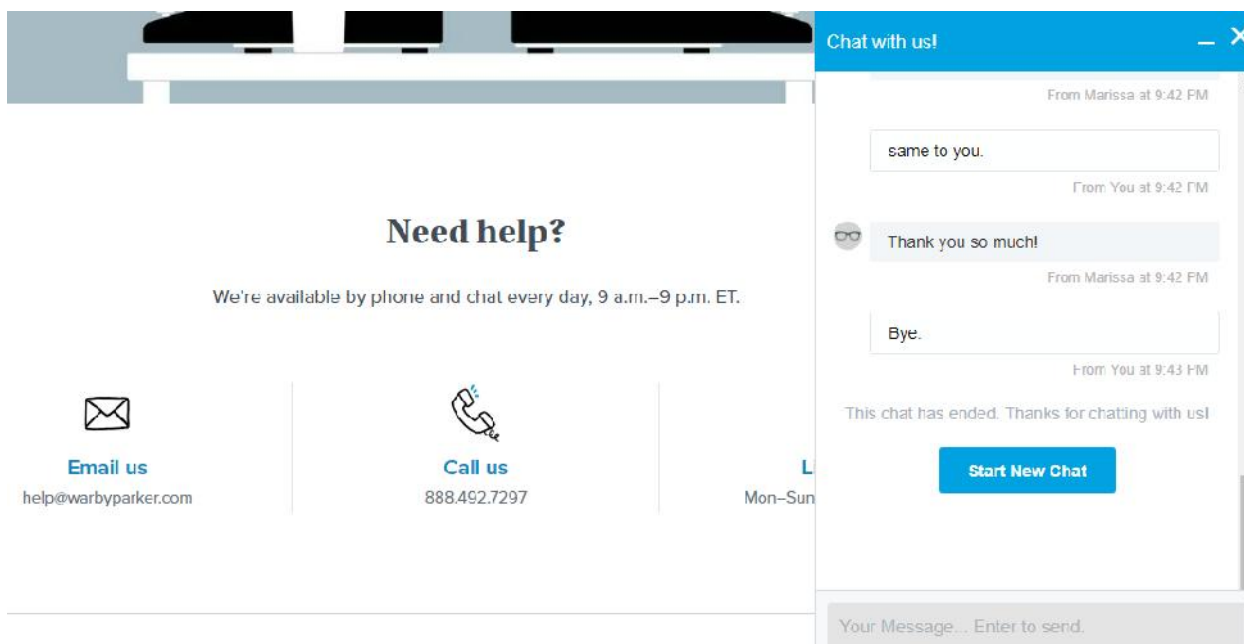 Need help?
We're available by phone and chat every day, 9 a.m.–9 p.m. ET.
Email us
help@warbyparker.com
Call us
888.492.7297
Mon–Sun
Chat with us!
From Marissa at 9:42 PM
same to you.
From You at 9:42 PM
Thank you so much!
From Marissa at 9:42 PM
Bye.
From You at 9:43 PM
This chat has ended. Thanks for chatting with us!
Start New Chat
Your Message... Enter to send.